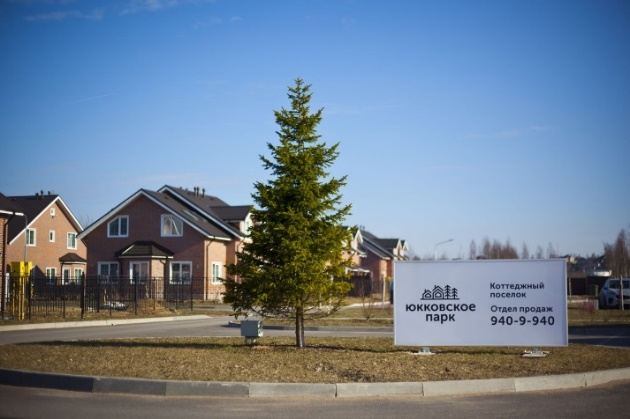 ЮККОВСКОЕ
ПАРК
Коттеджный
поселок
Отдел продаж
940-9-940